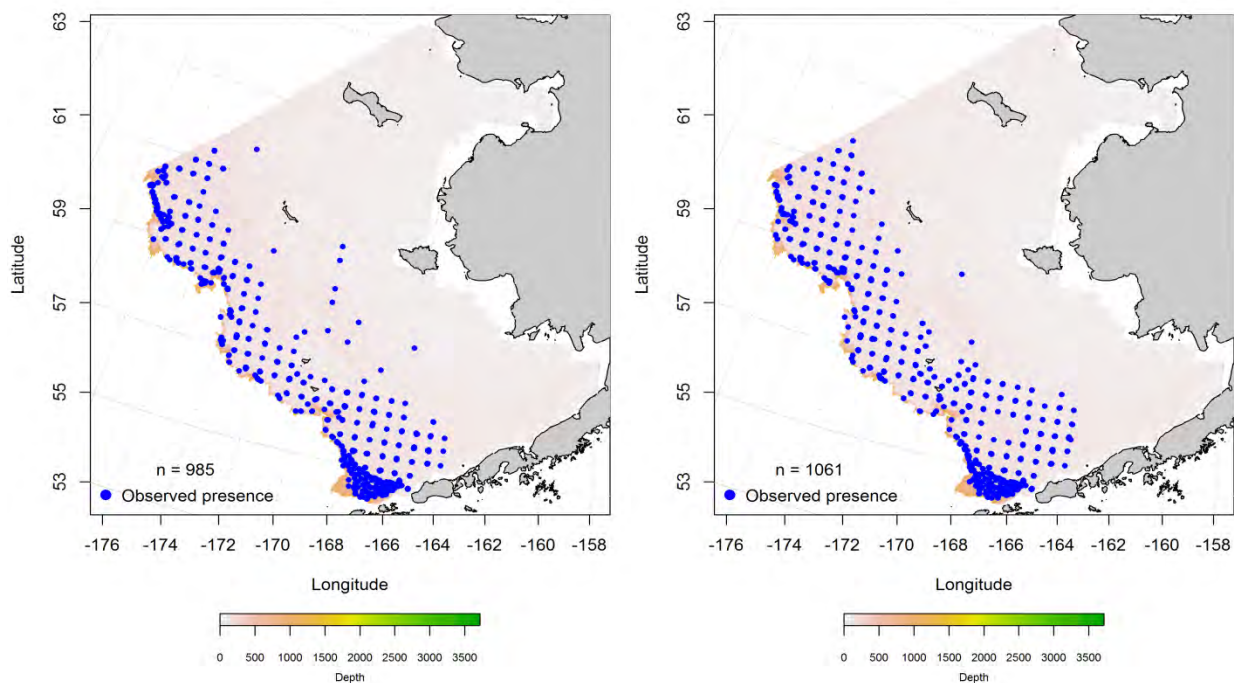 63
61
59
57
55
53
Latitude
n = 985
Observed presence
-176 -174 -172 -170 -168 -166 -164 -162 -160 -158
Longitude
0 500 1000 1500 2000 2500 3000 3500
Depth
63
61
59
57
55
53
Latitude
n = 1061
Observed presence
-176 -174 -172 -170 -168 -166 -164 -162 -160 -158
Longitude
0 500 1000 1500 2000 2500 3000 3500
Depth